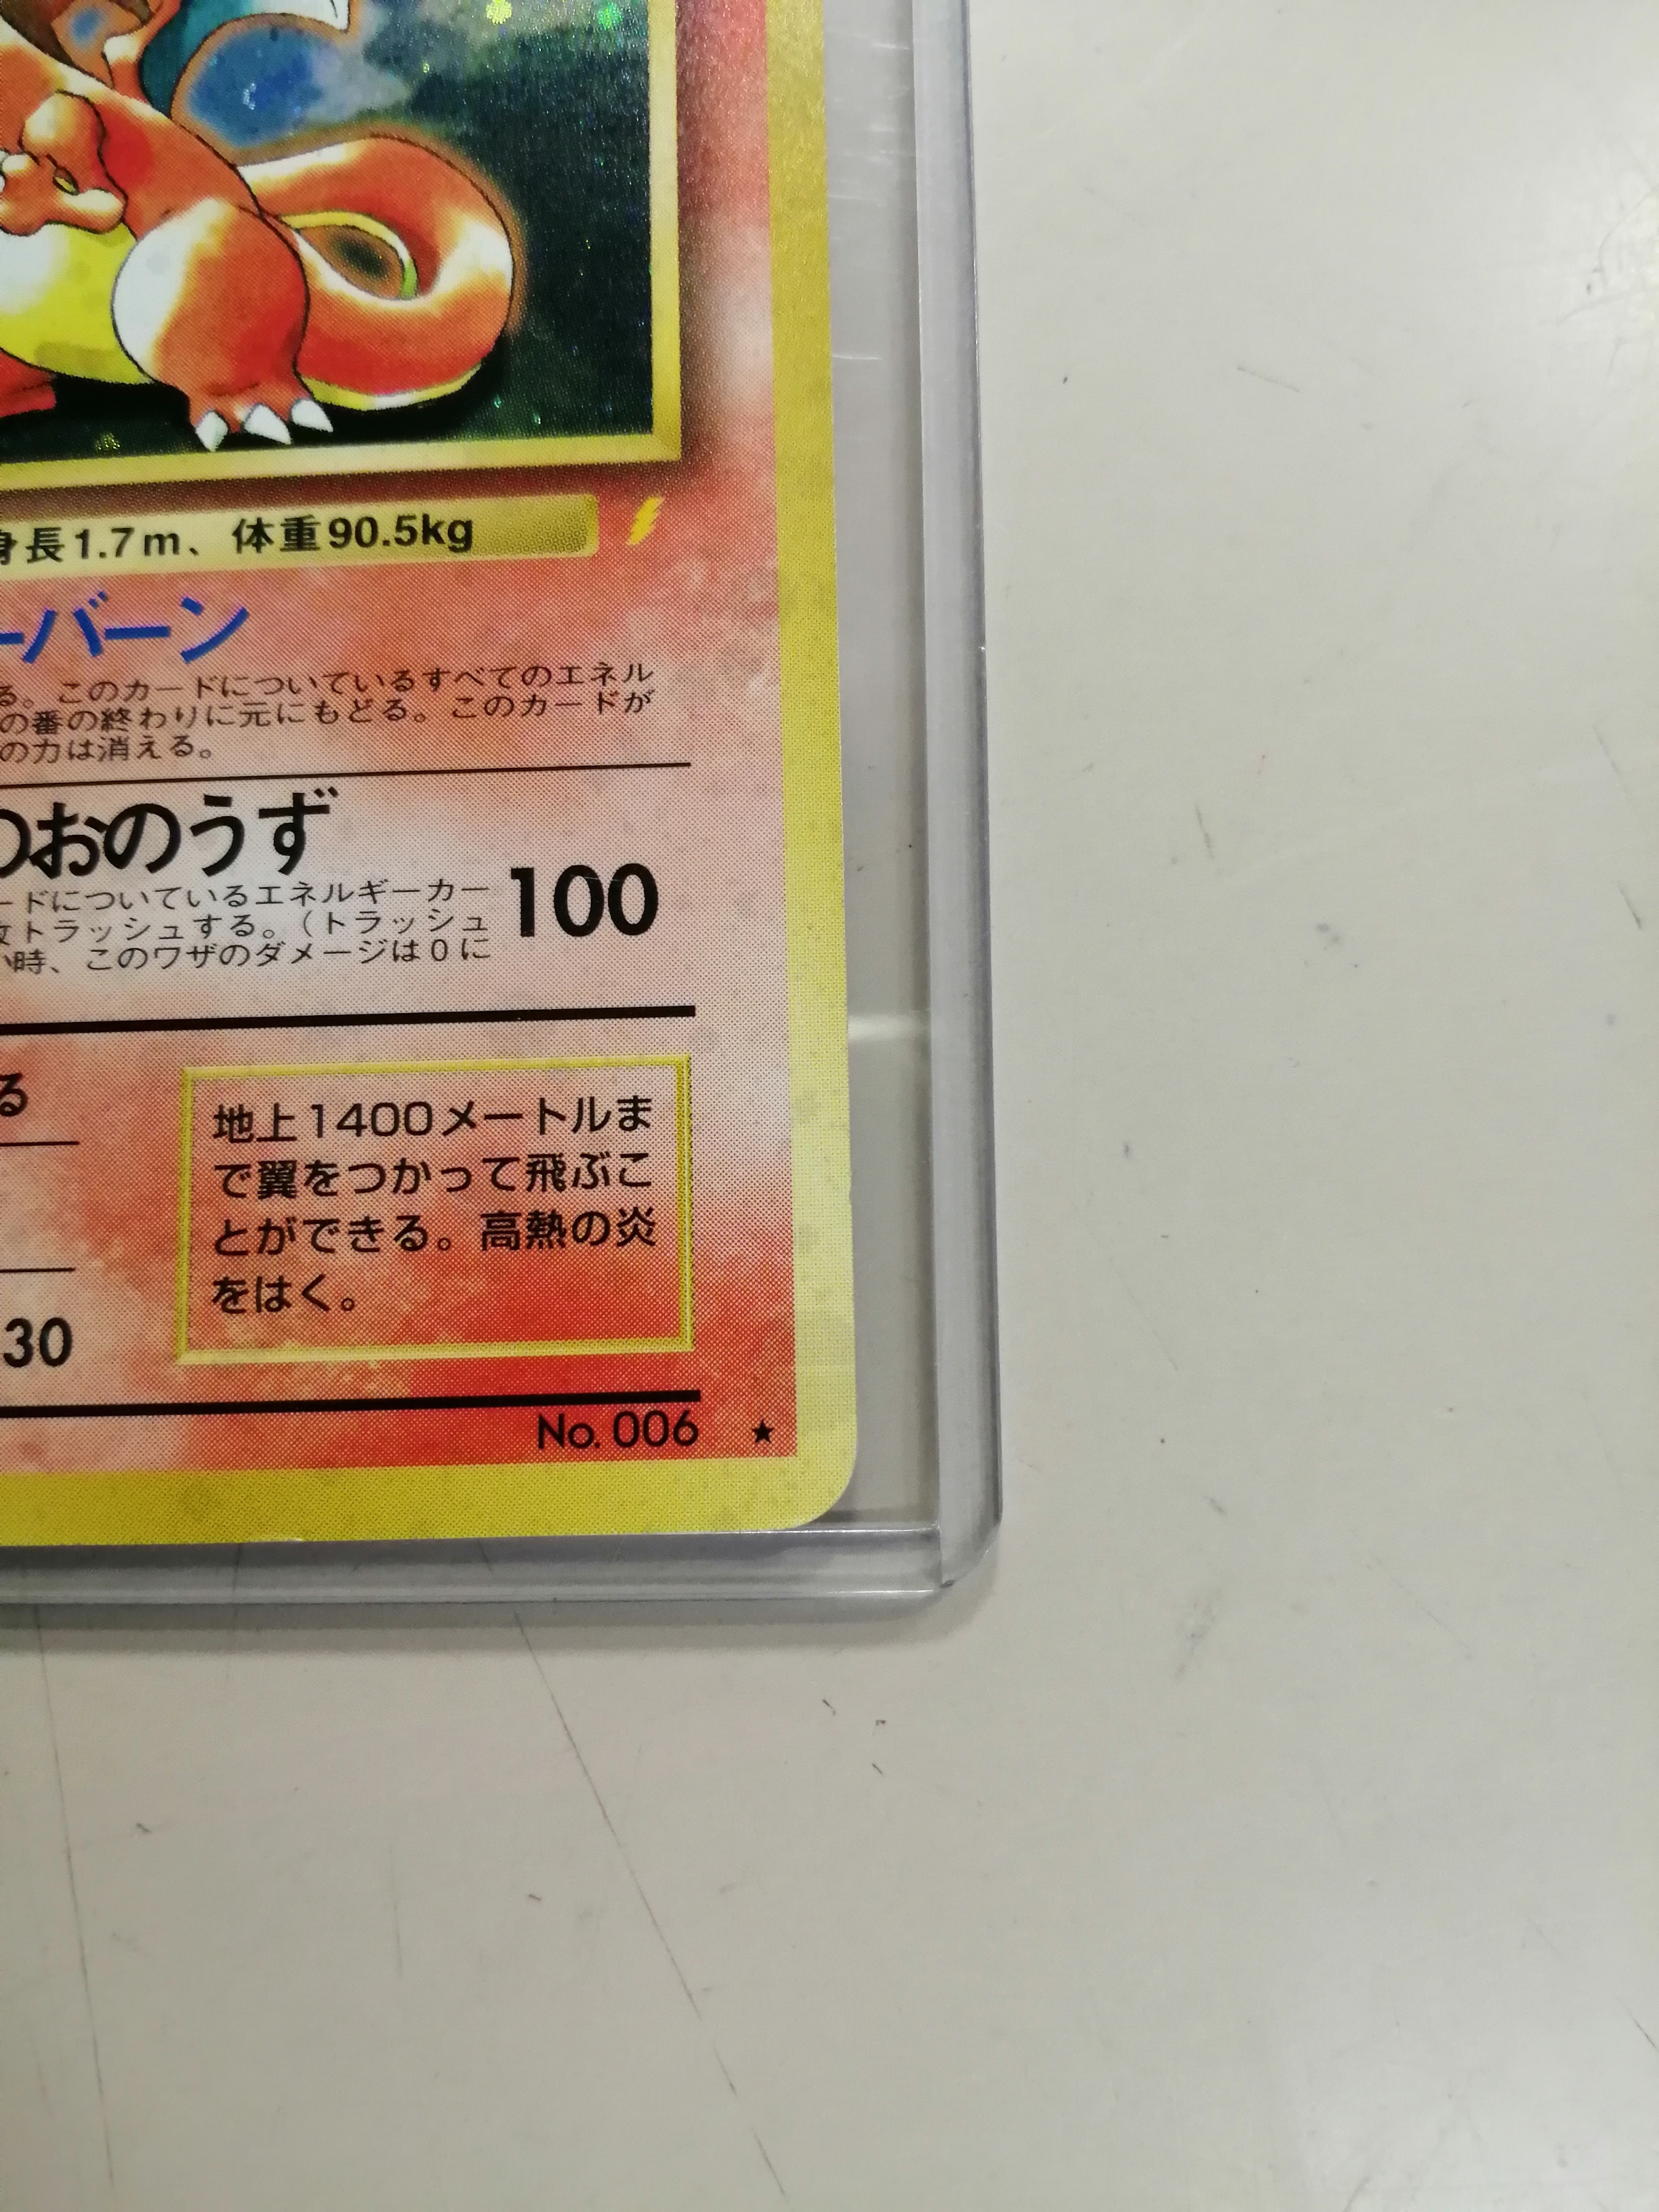 身長1.7m、体重90.5kg
ーバーン
る。このカードについているすべてのエネル
の番の終わりに元にもどる。このカードが
の力は消える。
のおのうず
ードについているエネルギーカー
枚トラッシュする。（トラッシュ
い時、このワザのダメージは0に
100
る
30
地上1400メートルま
で翼をつかって飛ぶこ
とができる。高熱の炎
をはく。
No. 006 ★